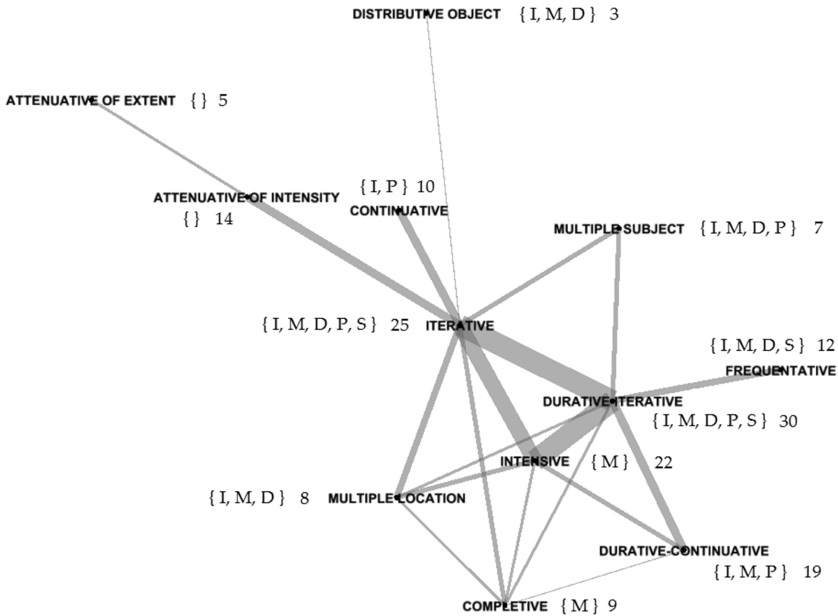 DISTRIBUTIVE OBJECT { I, M, D } 3
ATTENUATIVE OF EXTENT { } 5
ATTENUATIVE OF INTENSITY
{ } 14
{ I, P } 10
CONTINUATIVE
MULTIPLE SUBJECT { I, M, D, P } 7
{ I, M, D, P, S } 25 ITERATIVE
{ I, M, D, S } 12
FREQUENTATIVE
DURATIVE-ITERATIVE
{ I, M, D, P, S } 30
INTENSIVE { M } 22
{ I, M, D } 8 MULTIPLE LOCATION
DURATIVE-CONTINUATIVE
{ I, M, P } 19
COMPLETIVE { M } 9